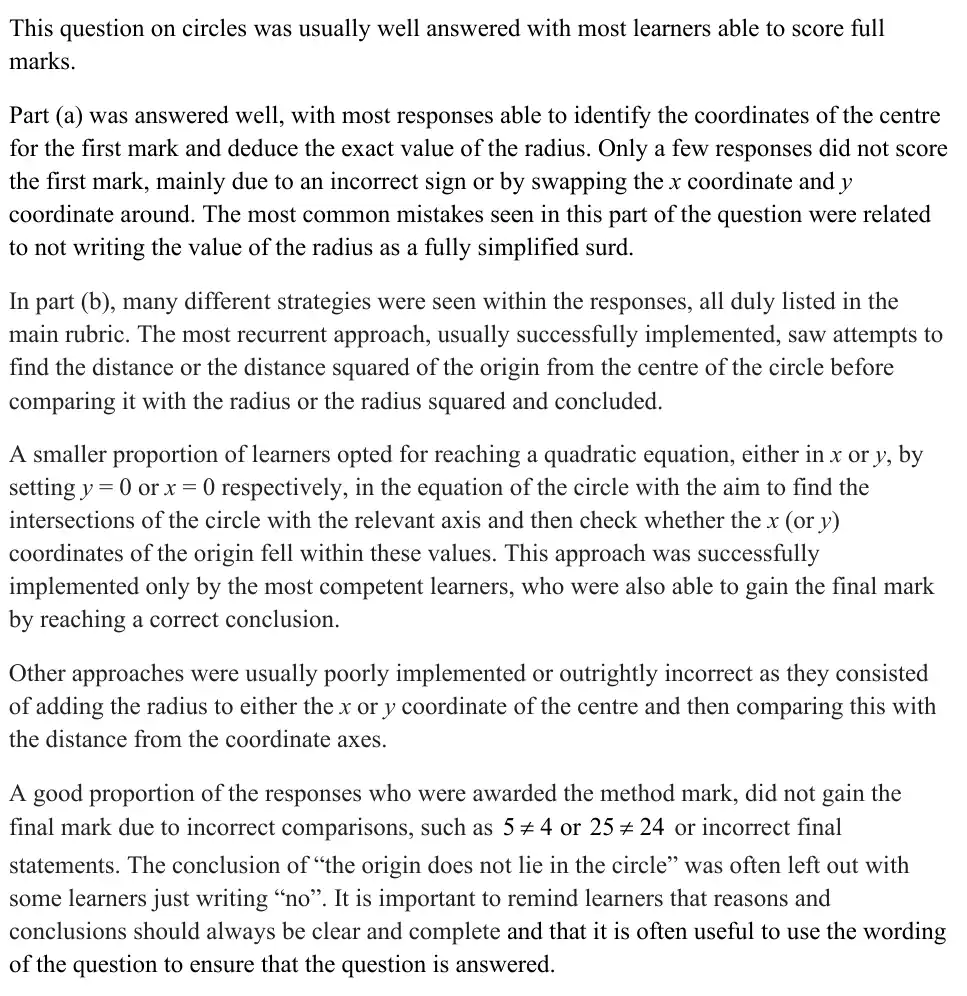 This question on circles was usually well answered with most learners able to score full
marks.
Part (a) was answered well, with most responses able to identify the coordinates of the centre
for the first mark and deduce the exact value of the radius. Only a few responses did not score
the first mark, mainly due to an incorrect sign or by swapping the x coordinate and y
coordinate around. The most common mistakes seen in this part of the question were related
to not writing the value of the radius as a fully simplified surd.
In part (b), many different strategies were seen within the responses, all duly listed in the
main rubric. The most recurrent approach, usually successfully implemented, saw attempts to
find the distance or the distance squared of the origin from the centre of the circle before
comparing it with the radius or the radius squared and concluded.
A smaller proportion of learners opted for reaching a quadratic equation, either in x or y, by
setting y = 0 or x = 0 respectively, in the equation of the circle with the aim to find the
intersections of the circle with the relevant axis and then check whether the x (or y)
coordinates of the origin fell within these values. This approach was successfully
implemented only by the most competent learners, who were also able to gain the final mark
by reaching a correct conclusion.
Other approaches were usually poorly implemented or outrightly incorrect as they consisted
of adding the radius to either the x or y coordinate of the centre and then comparing this with
the distance from the coordinate axes.
A good proportion of the responses who were awarded the method mark, did not gain the
final mark due to incorrect comparisons, such as 5 ≠ 4 or 25 ≠ 24 or incorrect final
statements. The conclusion of “the origin does not lie in the circle” was often left out with
some learners just writing “no”. It is important to remind learners that reasons and
conclusions should always be clear and complete and that it is often useful to use the wording
of the question to ensure that the question is answered.